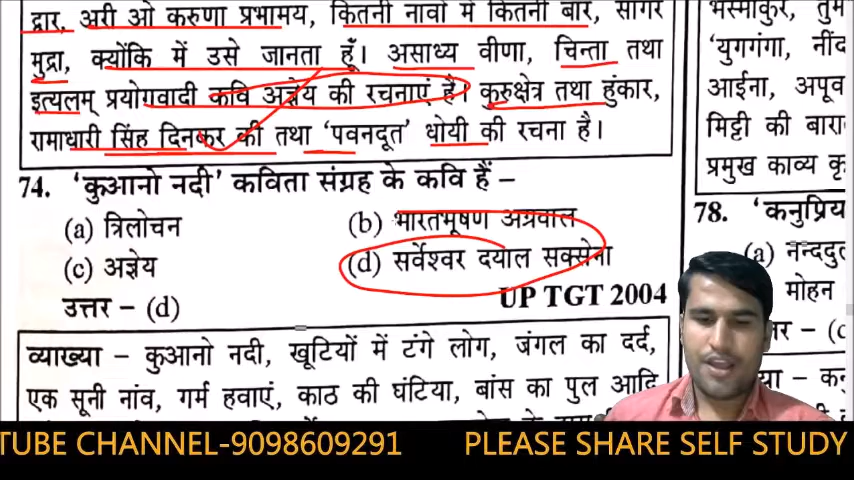 द्वार, अरी ओ करुणा प्रभामय, कितनी नावों में कितनी बार, सागर
मुद्रा, क्योंकि में उसे जानता हूँ। असाध्य वीणा, चिन्ता तथा
इत्यलम् प्रयोगवादी कवि अज्ञेय की रचनाएं है। कुरुक्षेत्र तथा हुंकार,
रामाधारी सिंह दिनकर की तथा 'पवनदूत' धोयी की रचना है।
74. 'कुआनो नदी' कविता संग्रह के कवि हैं –
(a) त्रिलोचन (b) भारतभूषण अग्रवाल
(c) अज्ञेय (d) सर्वेश्वर दयाल सक्सेना
उत्तर – (d) UP TGT 2004
व्याख्या – कुआनो नदी, खूटियों में टंगे लोग, जंगल का दर्द,
एक सूनी नांव, गर्म हवाएं, काठ की घंटिया, बांस का पुल आदि
भस्मांकुर, तुम
'युगगंगा, नींद
आईना, अपूर्व
मिट्टी की बारा
प्रमुख काव्य कृ
78. 'कनुप्रिय
(a) नन्ददु
मोहन
TUBE CHANNEL-9098609291 PLEASE SHARE SELF STUDY